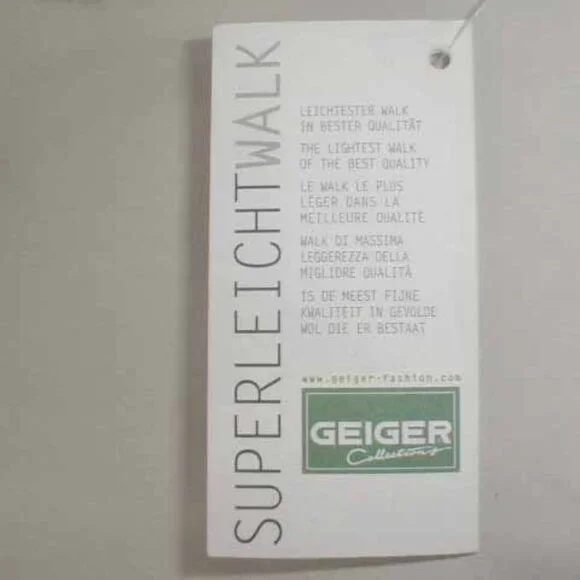 SUPERLEICHTWALK
LEICHTESTER WALK
IN BESTER QUALITÄT
THE LIGHTEST WALK
OF THE BEST QUALITY
LE WALK LE PLUS
LÉGER DANS LA
MEILLEURE QUALITÉ
WALK DI MASSIMA
LEGGEREZZA DELLA
MIGLIORE QUALITÀ
IS DE MEEST FIJNE
KWALITEIT IN GEVOLDE
WOL DIE ER BESTAAT
www.geiger-fashion.com
GEIGER
Collections